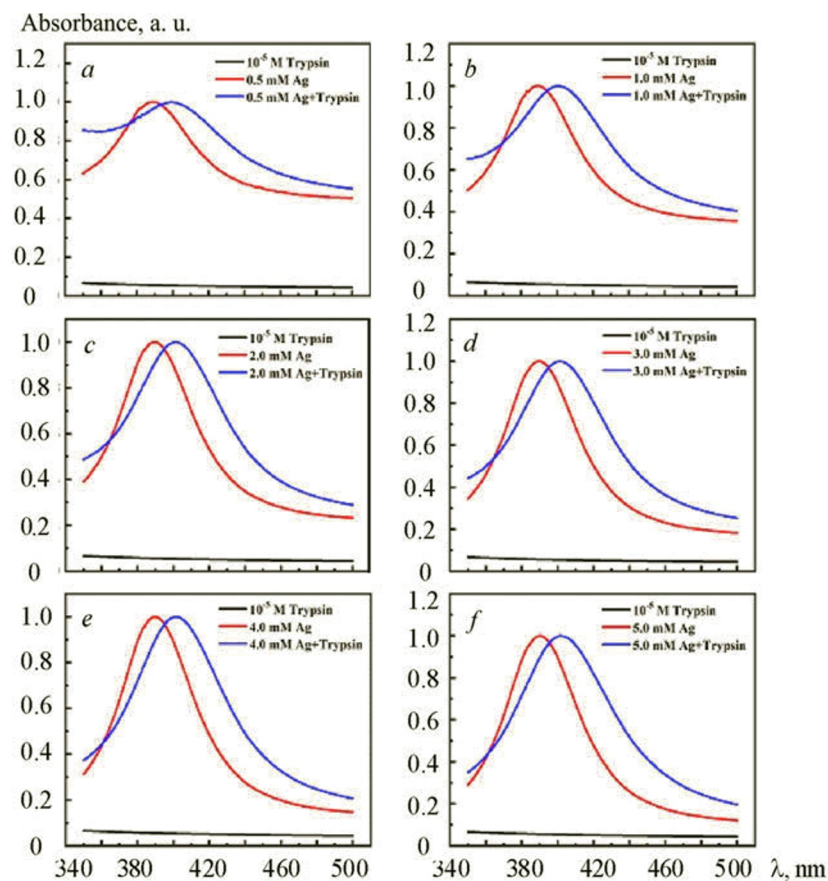 Absorbance, a. u.
a
10⁻⁵ M Trypsin
0.5 mM Ag
0.5 mM Ag+Trypsin
1.2
1.0
0.8
0.6
0.4
0.2
0
b
10⁻⁵ M Trypsin
1.0 mM Ag
1.0 mM Ag+Trypsin
1.2
1.0
0.8
0.6
0.4
0.2
0
c
10⁻⁵ M Trypsin
2.0 mM Ag
2.0 mM Ag+Trypsin
1.0
0.8
0.6
0.4
0.2
0
d
10⁻⁵ M Trypsin
3.0 mM Ag
3.0 mM Ag+Trypsin
1.2
1.0
0.8
0.6
0.4
0.2
0
e
10⁻⁵ M Trypsin
4.0 mM Ag
4.0 mM Ag+Trypsin
1.0
0.8
0.6
0.4
0.2
0
340 380 420 460 500
f
10⁻⁵ M Trypsin
5.0 mM Ag
5.0 mM Ag+Trypsin
1.2
1.0
0.8
0.6
0.4
0.2
0
340 380 420 460 500 λ, nm